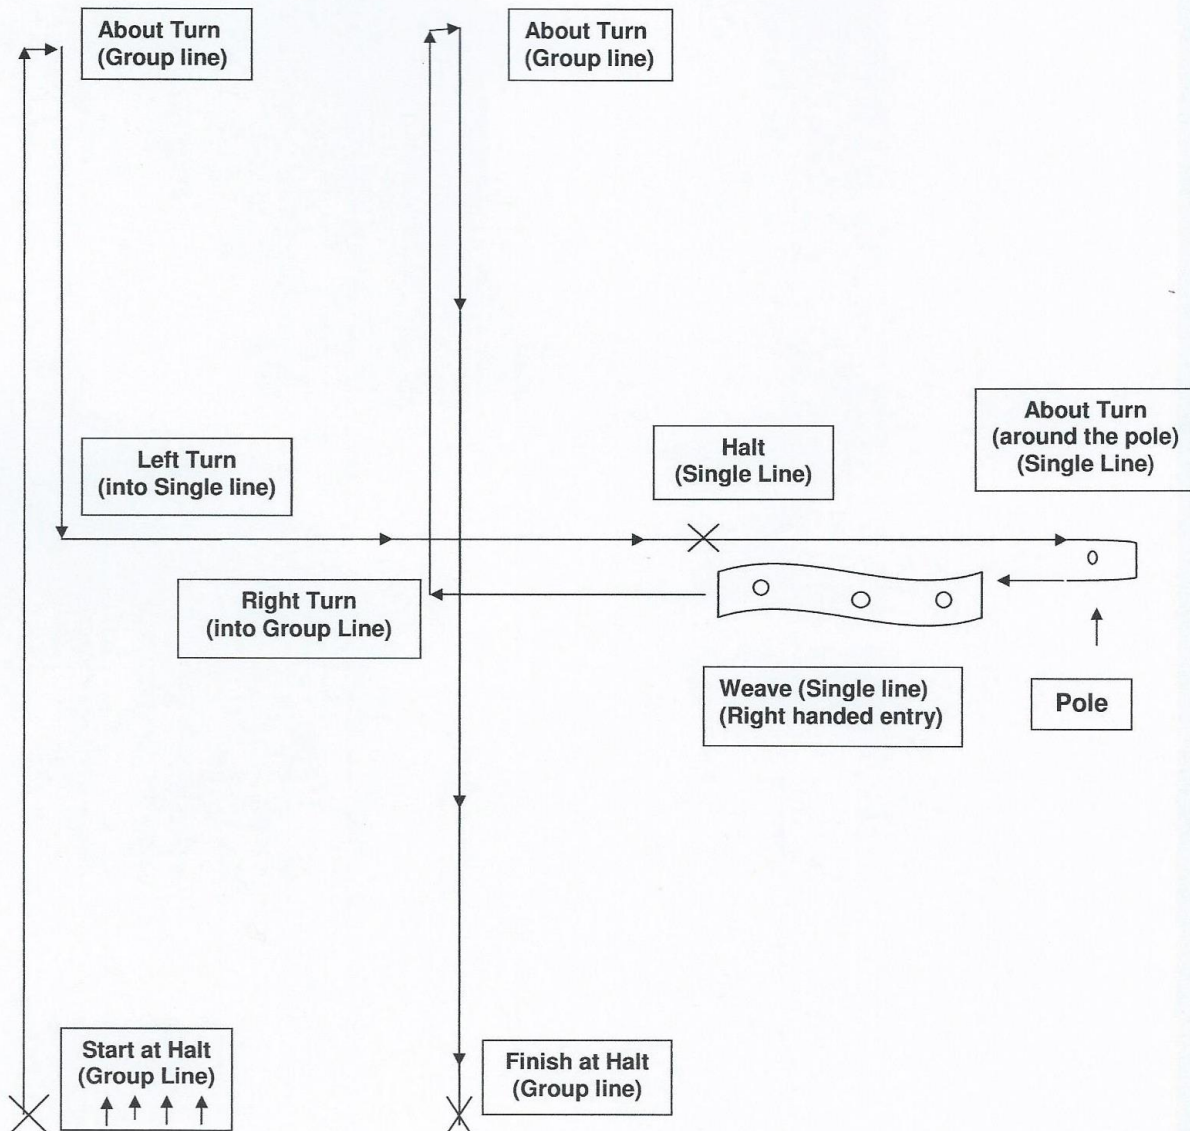 About Turn
(Group line)
About Turn
(Group line)
About Turn
(around the pole)
(Single Line)
Halt
(Single Line)
Left Turn
(into Single line)
Right Turn
(into Group Line)
Weave (Single line)
(Right handed entry)
Pole
Start at Halt
(Group Line)
Finish at Halt
(Group line)